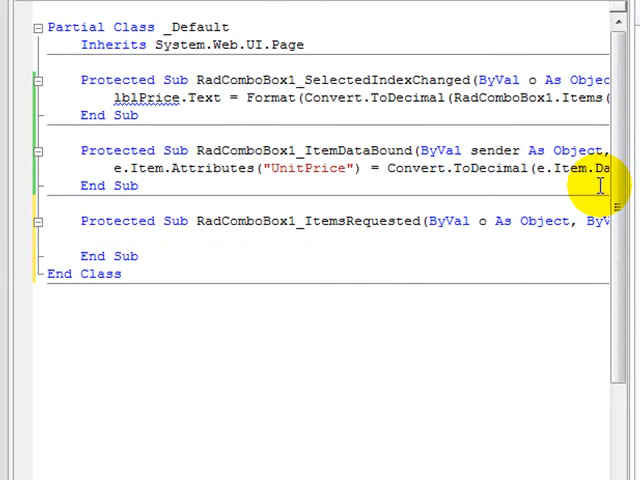 Partial Class _Default
Inherits System.Web.UI.Page
Protected Sub RadComboBox1_SelectedIndexChanged(ByVal o As Objec
lblPrice.Text = Format(Convert.ToDecimal(RadComboBox1.Items(
End Sub
Protected Sub RadComboBox1_ItemDataBound(ByVal sender As Object,
e.Item.Attributes("UnitPrice") = Convert.ToDecimal(e.Item.Da
End Sub
Protected Sub RadComboBox1_ItemsRequested(ByVal o As Object, ByV
End Sub
End Class